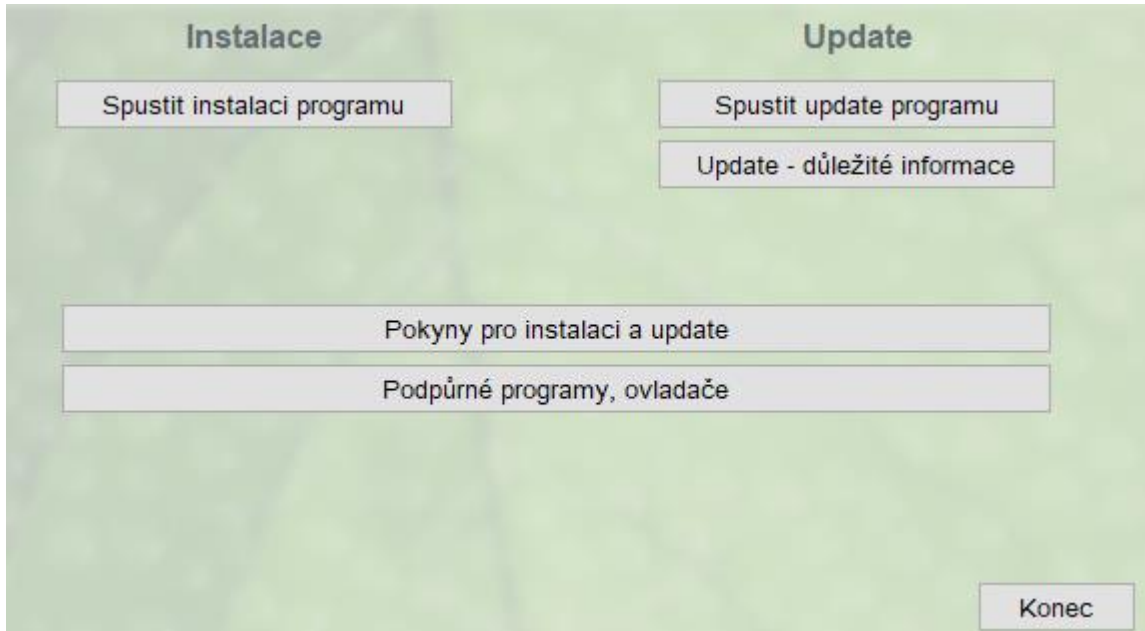 Instalace
Update
Spustit instalaci programu
Spustit update programu
Update - důležité informace
Pokyny pro instalaci a update
Podpůrné programy, ovladače
Konec